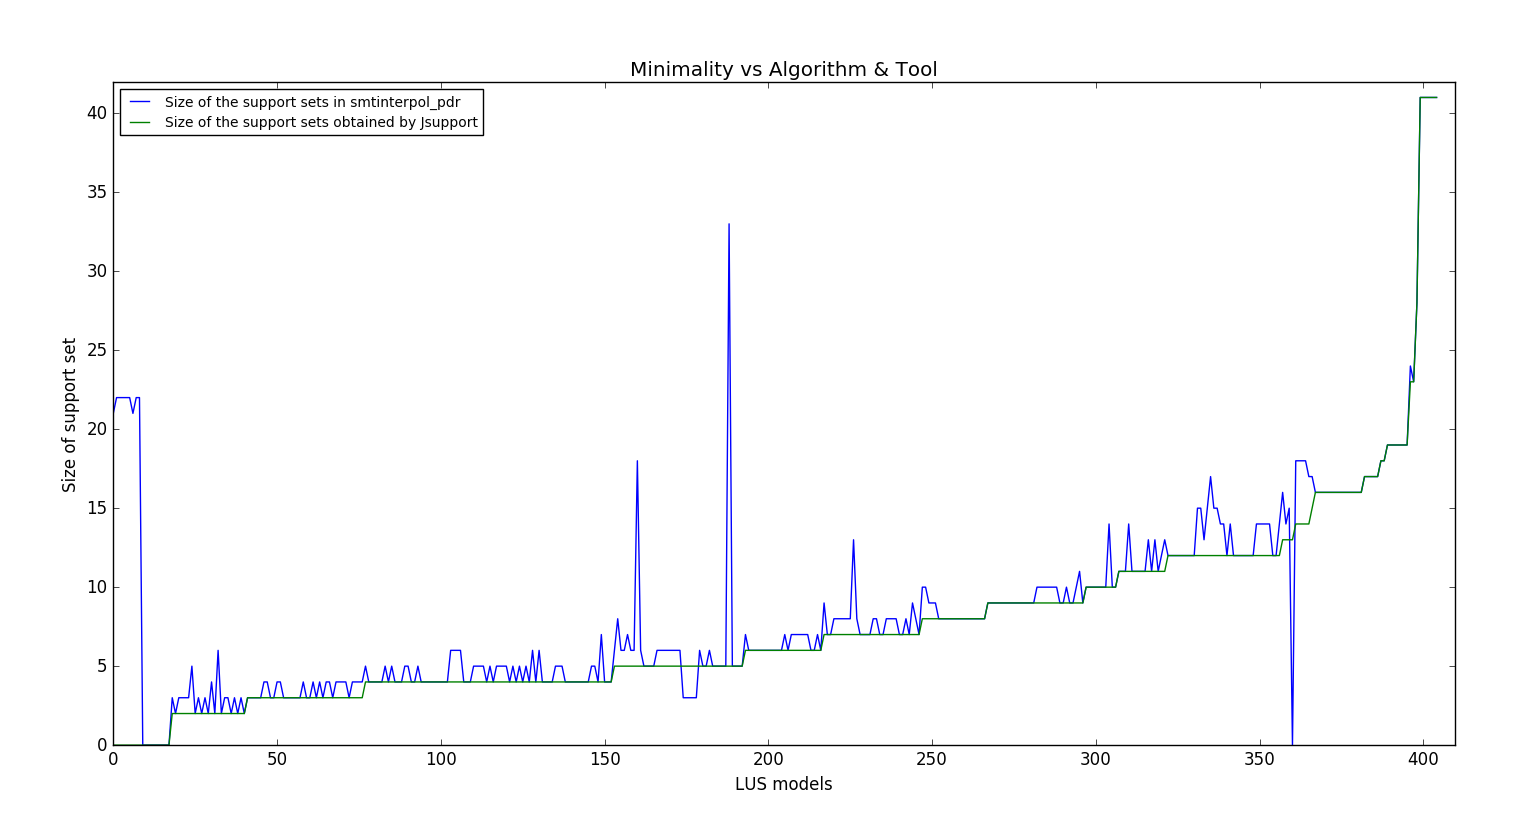 Minimality vs Algorithm & Tool
Size of the support sets in smtinterpol_pdr
Size of the support sets obtained by Jsupport
Size of support set
40
35
30
25
20
15
10
5
0
0 50 100 150 200 250 300 350 400
LUS models